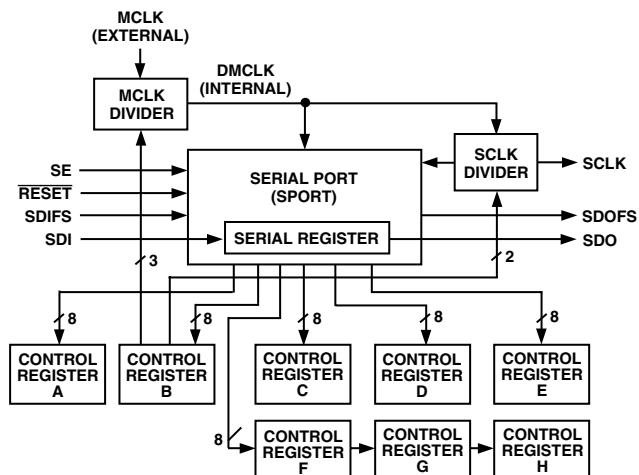 MCLK
(EXTERNAL)
DMCLK
(INTERNAL)
MCLK
DIVIDER
SE
RESET
SDIFS
SDI
SERIAL PORT
(SPORT)
SERIAL REGISTER
SCLK
DIVIDER
SCLK
SDOFS
SDO
3
2
8
8
8
8
8
CONTROL
REGISTER
A
CONTROL
REGISTER
B
CONTROL
REGISTER
C
CONTROL
REGISTER
D
CONTROL
REGISTER
E
8
CONTROL
REGISTER
F
CONTROL
REGISTER
G
CONTROL
REGISTER
H